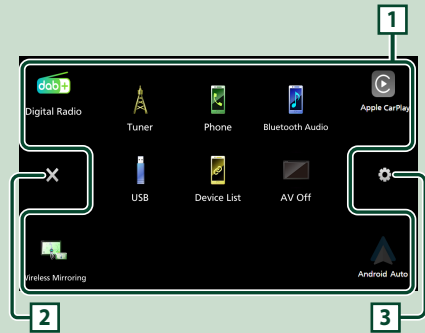 1
dab+
Digital Radio
Tuner
Phone
Bluetooth Audio
Apple CarPlay
USB
Device List
AV Off
Wireless Mirroring
Android Auto
2
3